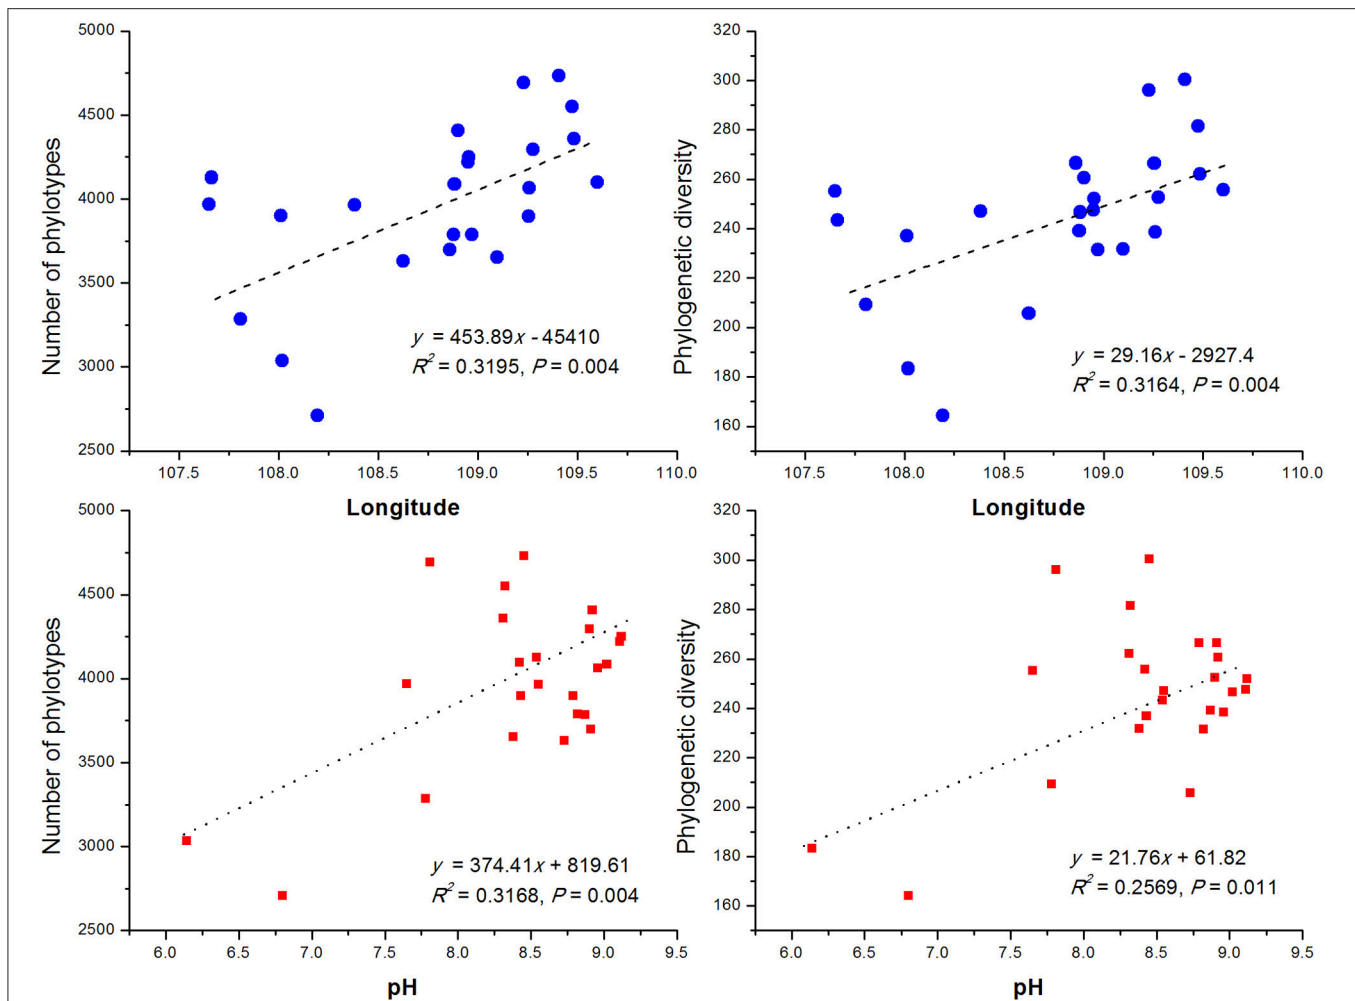 5000
4500
4000
3500
3000
2500
Number of phylotypes
y = 453.89x - 45410
R² = 0.3195, P = 0.004
107.5 108.0 108.5 109.0 109.5 110.0
Longitude
320
300
280
260
240
220
200
180
160
Phylogenetic diversity
y = 29.16x - 2927.4
R² = 0.3164, P = 0.004
107.5 108.0 108.5 109.0 109.5 110.0
Longitude
5000
4500
4000
3500
3000
2500
Number of phylotypes
y = 374.41x + 819.61
R² = 0.3168, P = 0.004
6.0 6.5 7.0 7.5 8.0 8.5 9.0 9.5
pH
320
300
280
260
240
220
200
180
160
Phylogenetic diversity
y = 21.76x + 61.82
R² = 0.2569, P = 0.011
6.0 6.5 7.0 7.5 8.0 8.5 9.0 9.5
pH